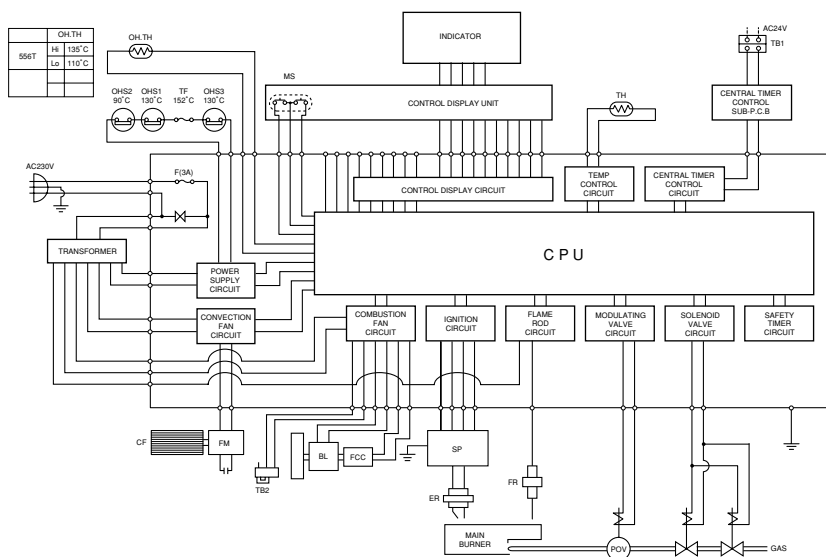 OH.TH
556T
Hi 135˚C
Lo 110˚C
OH.TH
INDICATOR
AC24V
TB1
MS
CONTROL DISPLAY UNIT
OHS2
90˚C
OHS1
130˚C
TF
152˚C
OHS3
130˚C
TH
CENTRAL TIMER
CONTROL
SUB-P.C.B
AC230V
F(3A)
CONTROL DISPLAY CIRCUIT
TEMP
CONTROL
CIRCUIT
CENTRAL TIMER
CONTROL
CIRCUIT
TRANSFORMER
CPU
POWER
SUPPLY
CIRCUIT
CONVECTION
FAN
CIRCUIT
COMBUSTION
FAN
CIRCUIT
IGNITION
CIRCUIT
FLAME
ROD
CIRCUIT
MODULATING
VALVE
CIRCUIT
SOLENOID
VALVE
CIRCUIT
SAFETY
TIMER
CIRCUIT
CF
FM
TB2
BL
FCC
SP
ER
FR
MAIN
BURNER
POV
GAS